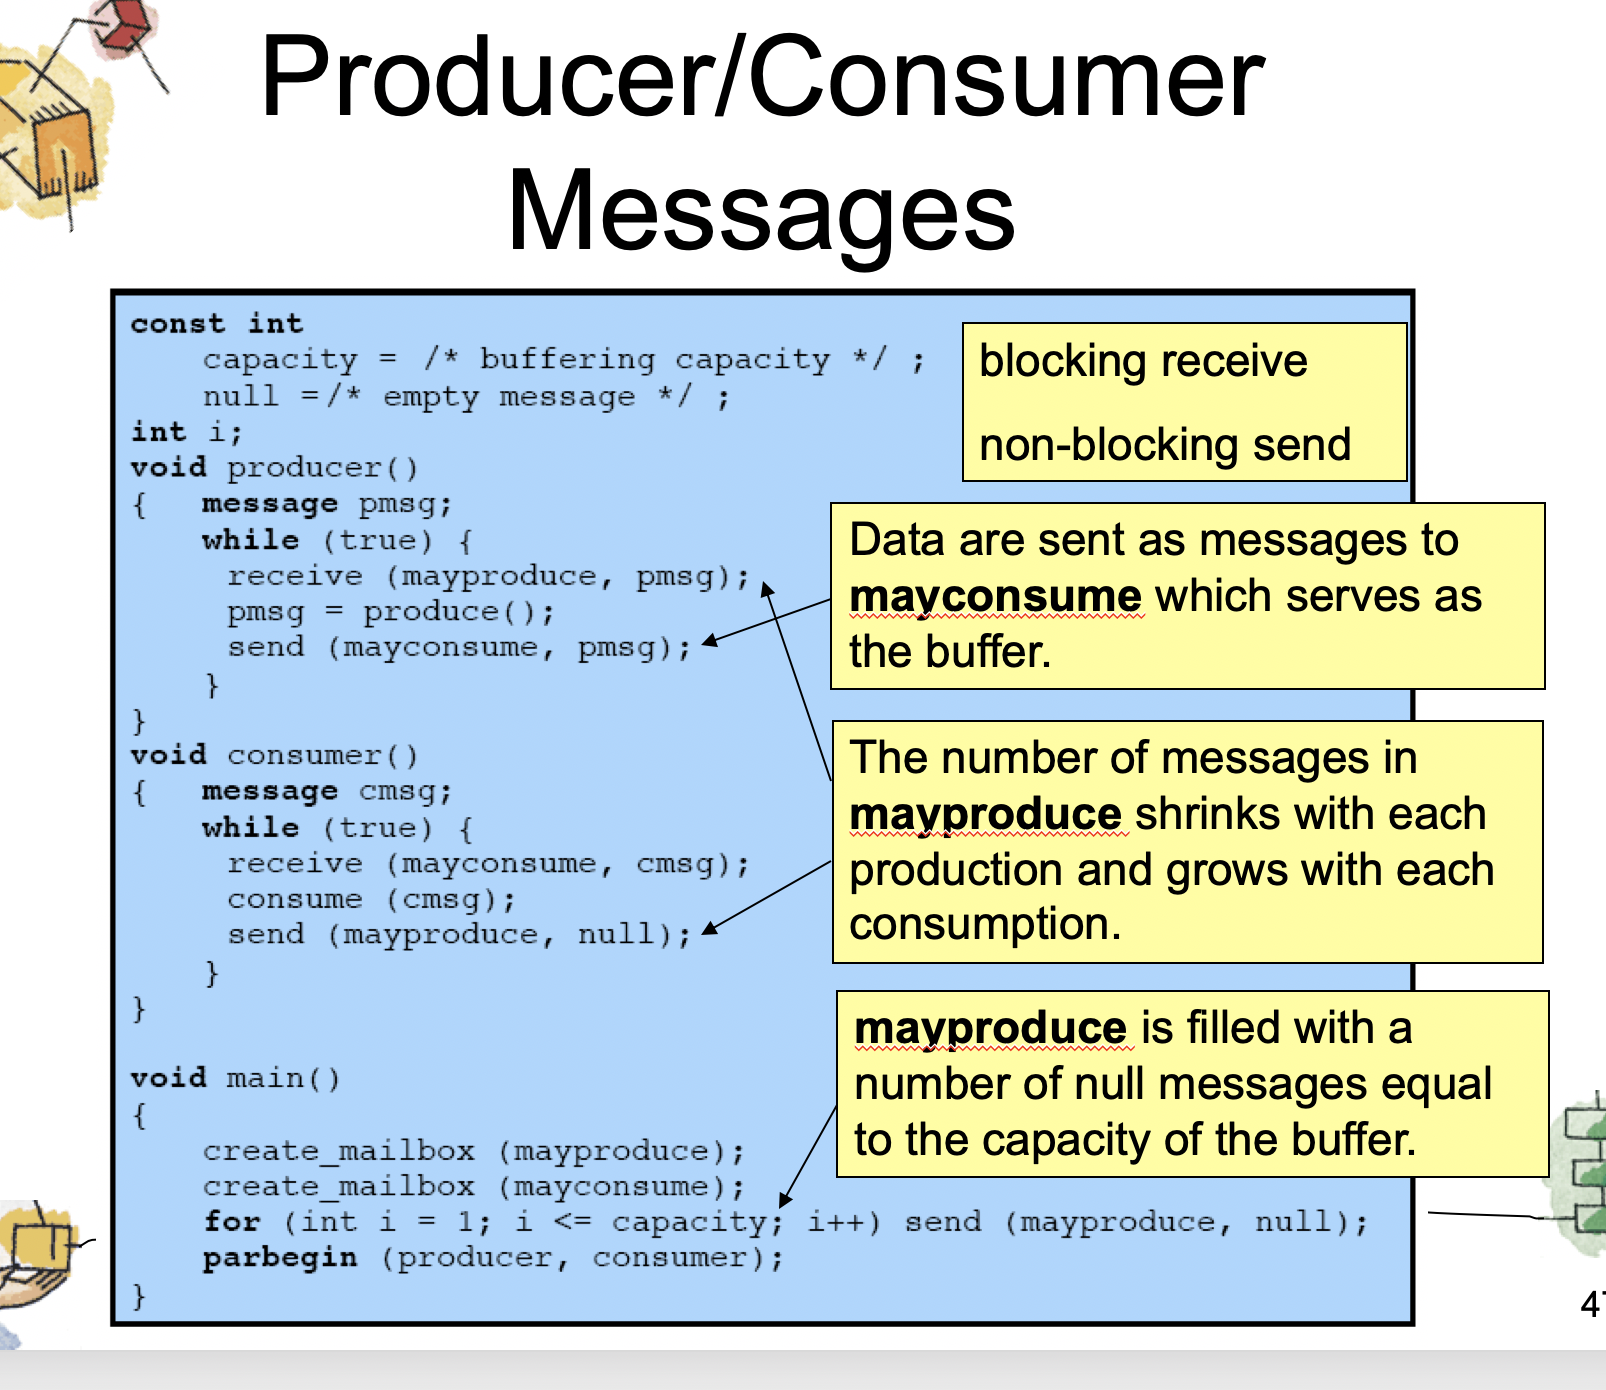 Producer/Consumer
Messages
const int
capacity = /* buffering capacity */ ;
null =/* empty message */ ;
int i;
void producer()
{ message pmsg;
while (true) {
receive (mayproduce, pmsg);
pmsg = produce();
send (mayconsume, pmsg);
}
}
void consumer()
{ message cmsg;
while (true) {
receive (mayconsume, cmsg);
consume (cmsg);
send (mayproduce, null);
}
}
void main()
{
create_mailbox (mayproduce);
create_mailbox (mayconsume);
for (int i = 1; i <= capacity; i++) send (mayproduce, null);
parbegin (producer, consumer);
}
blocking receive
non-blocking send
Data are sent as messages to
mayconsume which serves as
the buffer.
The number of messages in
mayproduce shrinks with each
production and grows with each
consumption.
mayproduce is filled with a
number of null messages equal
to the capacity of the buffer.